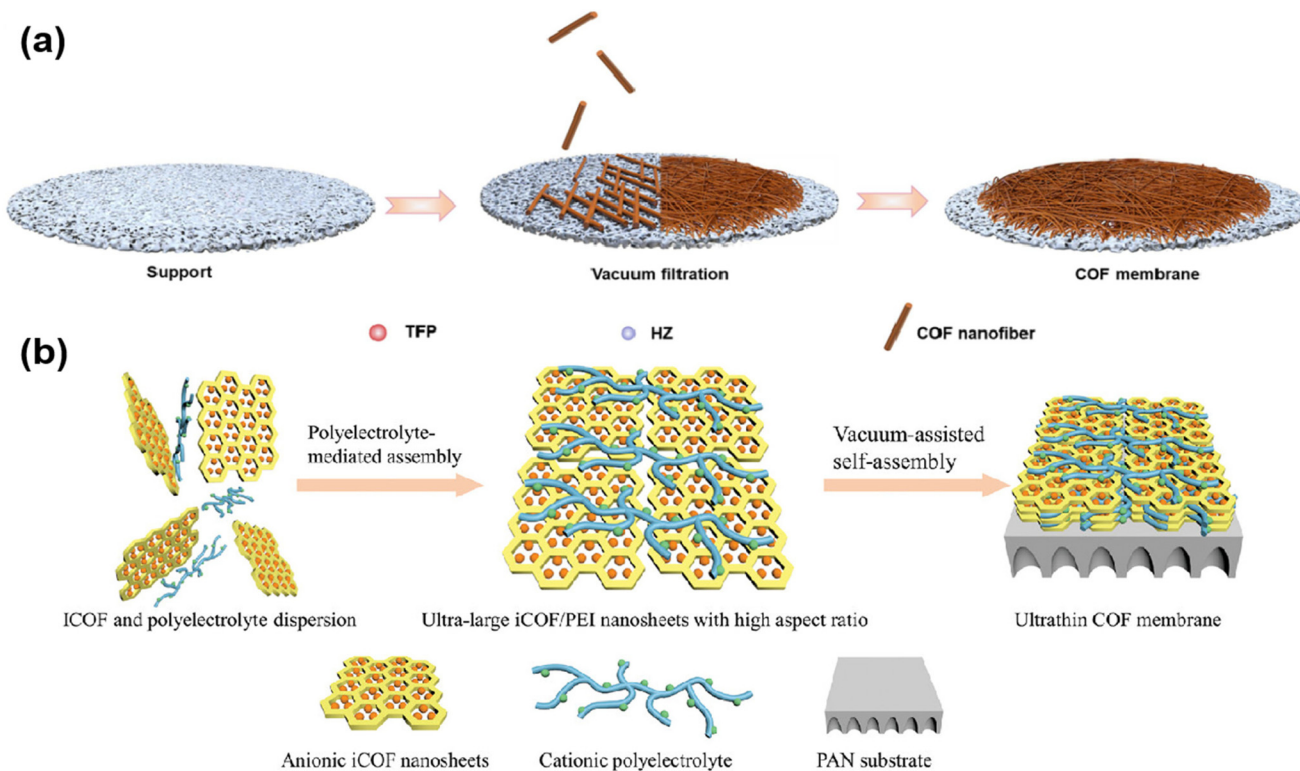 (a)
Support
Vacuum filtration
COF membrane
TFP
HZ
COF nanofiber
(b)
Polyelectrolyte-
mediated assembly
Vacuum-assisted
self-assembly
ICOF and polyelectrolyte dispersion
Ultra-large iCOF/PEI nanosheets with high aspect ratio
Ultrathin COF membrane
Anionic iCOF nanosheets
Cationic polyelectrolyte
PAN substrate